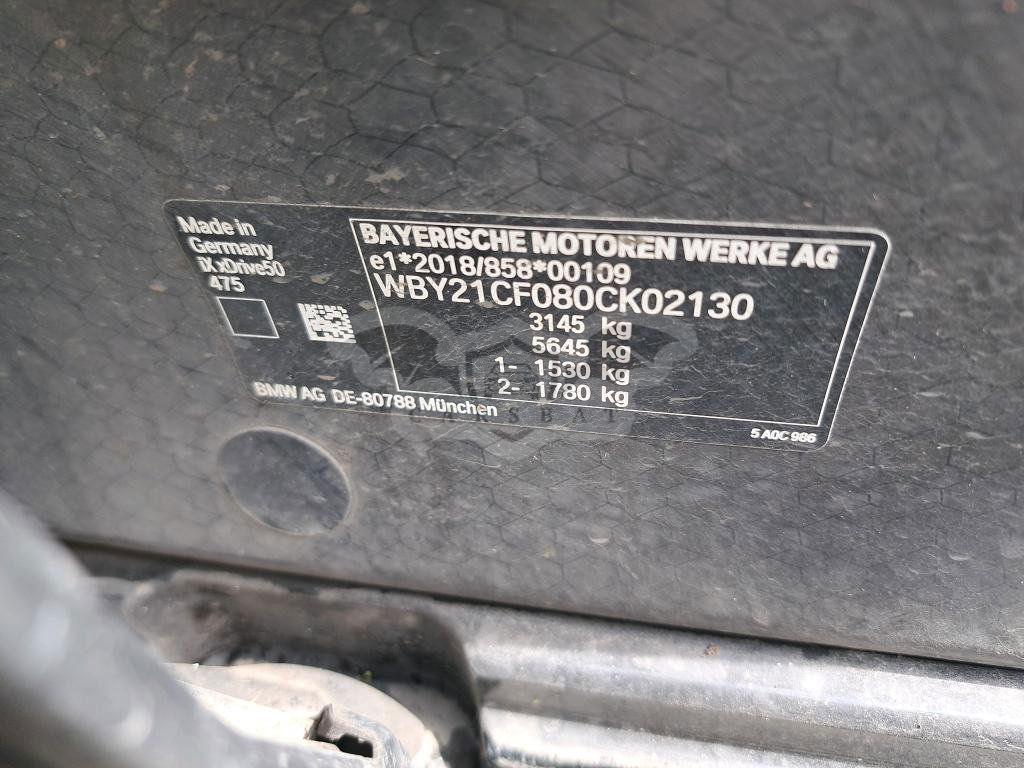 Made in
Germany
iX xDrive50
475
BAYERISCHE MOTOREN WERKE AG
e1*2018/858*00109
WBY21CF080CK02130
3145 kg
5645 kg
1- 1530 kg
2- 1780 kg
BMW AG DE-80788 München
5 A0C 986
CARSBAT